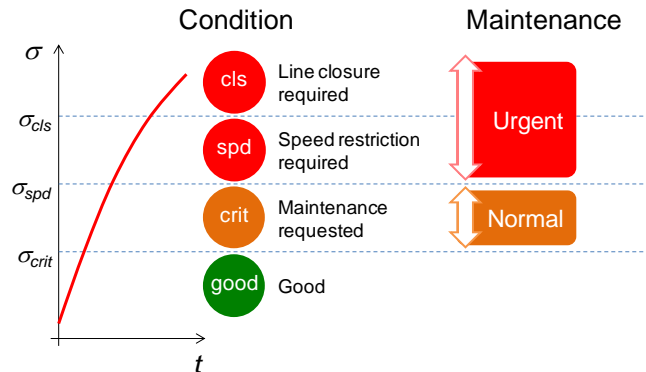 Condition
Maintenance
σ
cls
Line closure
required
σcls
Urgent
spd
Speed restriction
required
σspd
crit
Maintenance
requested
Normal
σcrit
good
Good
t